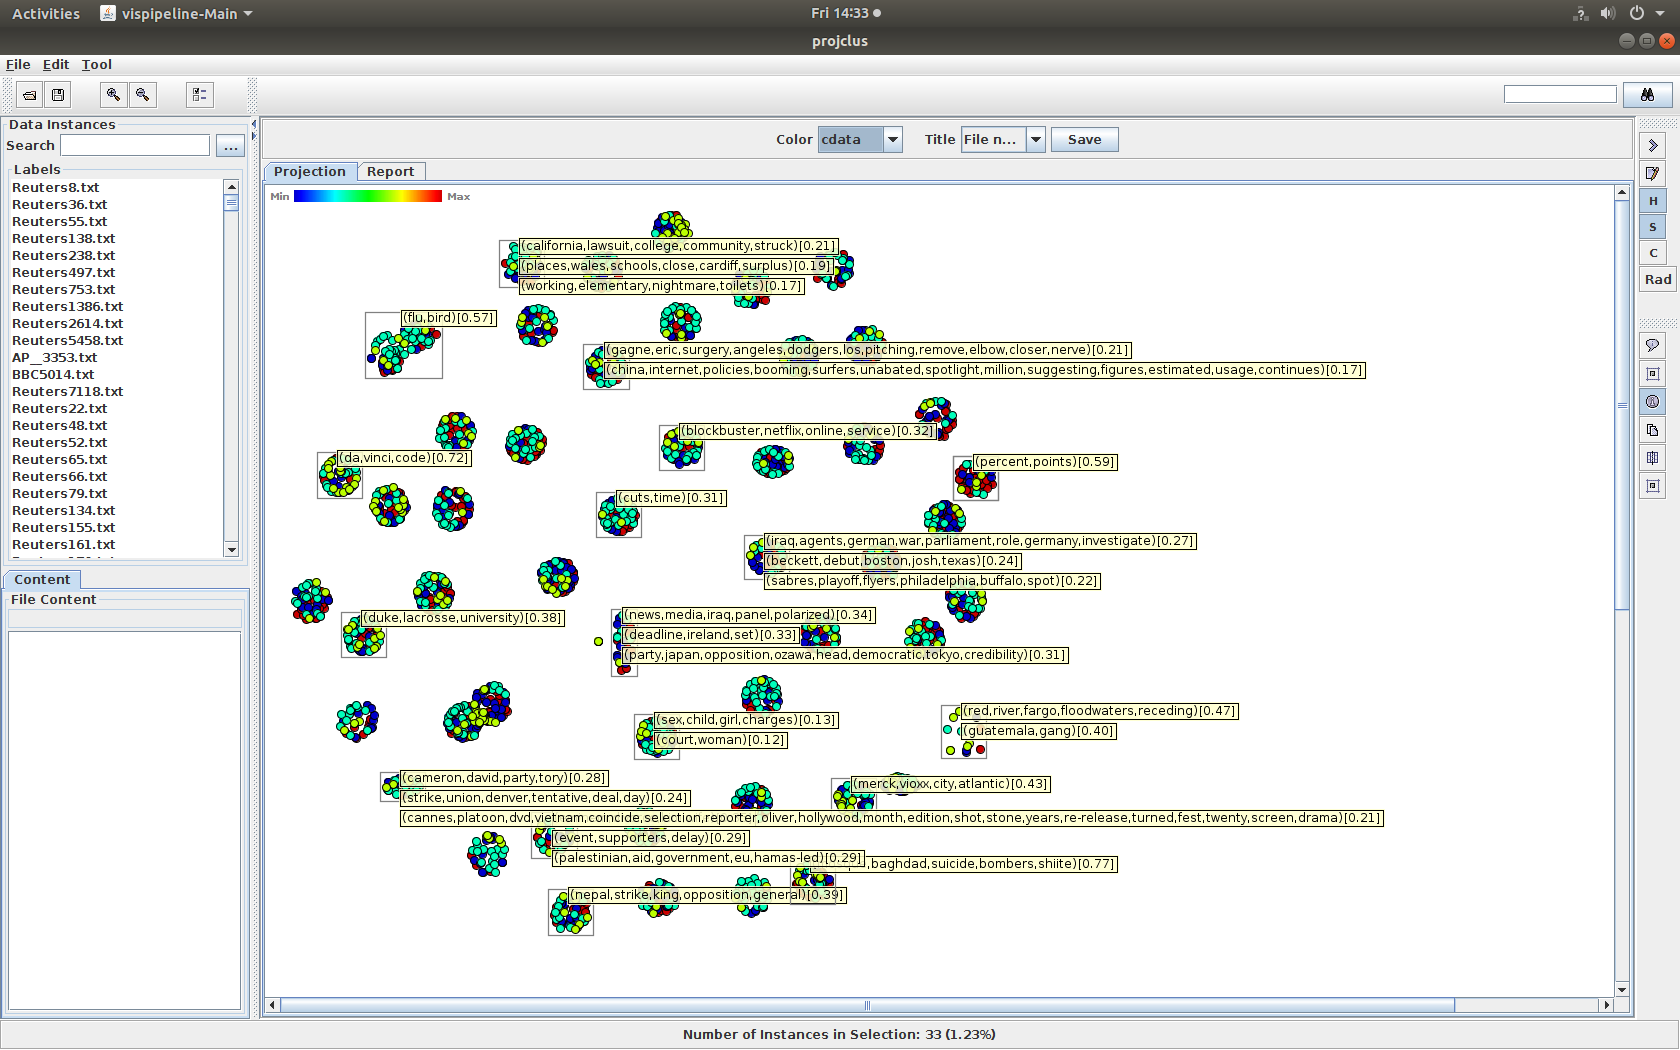 Activities vispipeline-Main Fri 14:33
projclus
File Edit Tool
Data Instances
Search ...
Labels
Reuters8.txt
Reuters36.txt
Reuters55.txt
Reuters138.txt
Reuters238.txt
Reuters497.txt
Reuters753.txt
Reuters1386.txt
Reuters2614.txt
Reuters5458.txt
AP__3353.txt
BBC5014.txt
Reuters7118.txt
Reuters22.txt
Reuters48.txt
Reuters52.txt
Reuters65.txt
Reuters66.txt
Reuters79.txt
Reuters134.txt
Reuters155.txt
Reuters161.txt
Content
File Content
Color cdata Title File n... Save
Projection Report
Min Max
(california,lawsuit,college,community,struck)[0.21]
(places,wales,schools,close,cardiff,surplus)[0.19]
(working,elementary,nightmare,toilets)[0.17]
(flu,bird)[0.57]
(gagne,eric,surgery,angeles,dodgers,los,pitching,remove,elbow,closer,nerve)[0.21]
(china,internet,policies,booming,surfers,unabated,spotlight,million,suggesting,figures,estimated,usage,continues)[0.17]
(blockbuster,netflix,online,service)[0.32]
(da,vinci,code)[0.72]
(percent,points)[0.59]
(cuts,time)[0.31]
(iraq,agents,german,war,parliament,role,germany,investigate)[0.27]
(beckett,debut,boston,josh,texas)[0.24]
(sabres,playoff,flyers,philadelphia,buffalo,spot)[0.22]
(duke,lacrosse,university)[0.38]
(news,media,iraq,panel,polarized)[0.34]
(deadline,ireland,set)[0.33]
(party,japan,opposition,ozawa,head,democratic,tokyo,credibility)[0.31]
(red,river,fargo,floodwaters,receding)[0.47]
(guatemala,gang)[0.40]
(sex,child,girl,charges)[0.13]
(court,woman)[0.12]
(cameron,david,party,tory)[0.28]
(strike,union,denver,tentative,deal,day)[0.24]
(merck,vioxx,city,atlantic)[0.43]
(cannes,platoon,dvd,vietnam,coincide,selection,reporter,oliver,hollywood,month,edition,shot,stone,years,re-release,turned,fest,twenty,screen,drama)[0.21]
(event,supporters,delay)[0.29]
(palestinian,aid,government,eu,hamas-led)[0.29]
,baghdad,suicide,bombers,shiite)[0.77]
(nepal,strike,king,opposition,general)[0.39]
H
S
C
Rad
Number of Instances in Selection: 33 (1.23%)